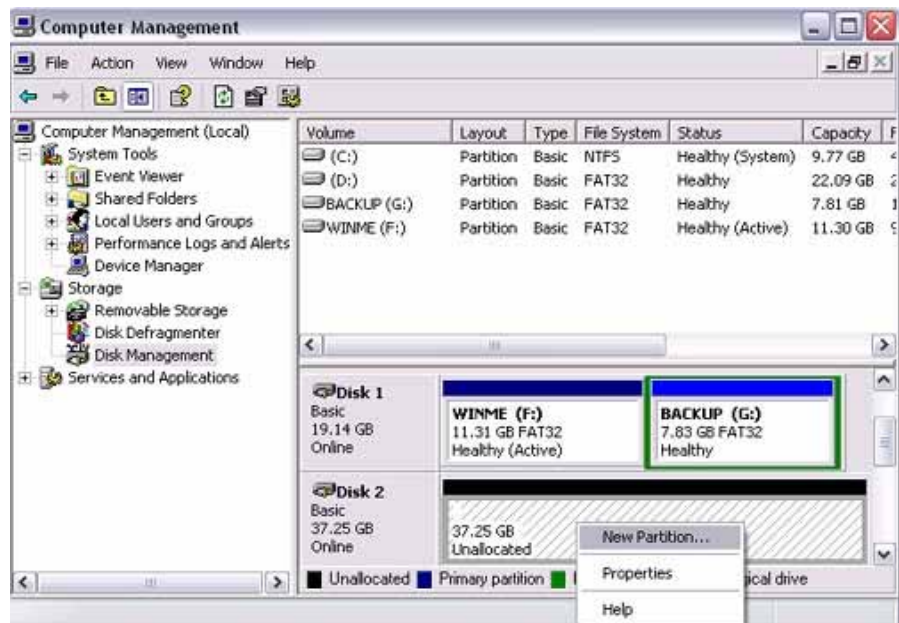 Computer Management
File Action View Window Help
Computer Management (Local)
System Tools
Event Viewer
Shared Folders
Local Users and Groups
Performance Logs and Alerts
Device Manager
Storage
Removable Storage
Disk Defragmenter
Disk Management
Services and Applications
Volume Layout Type File System Status Capacity F
(C:) Partition Basic NTFS Healthy (System) 9.77 GB
(D:) Partition Basic FAT32 Healthy 22.09 GB
BACKUP (G:) Partition Basic FAT32 Healthy 7.81 GB
WINME (F:) Partition Basic FAT32 Healthy (Active) 11.30 GB
Disk 1
Basic
19.14 GB
Online
WINME (F:)
11.31 GB FAT32
Healthy (Active)
BACKUP (G:)
7.83 GB FAT32
Healthy
Disk 2
Basic
37.25 GB
Online
37.25 GB
Unallocated
New Partition...
Properties
Help
Unallocated Primary partition ical drive